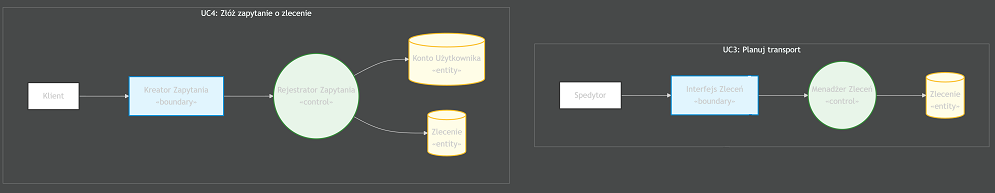 UC4: Złóż zapytanie o zlecenie
Klient
Kreator Zapytania
«boundary»
Rejestrator Zapytania
«control»
Konto Użytkownika
«entity»
Zlecenie
«entity»
UC3: Planuj transport
Spedytor
Interfejs Zleceń
«boundary»
Menadżer Zleceń
«control»
Zlecenie
«entity»